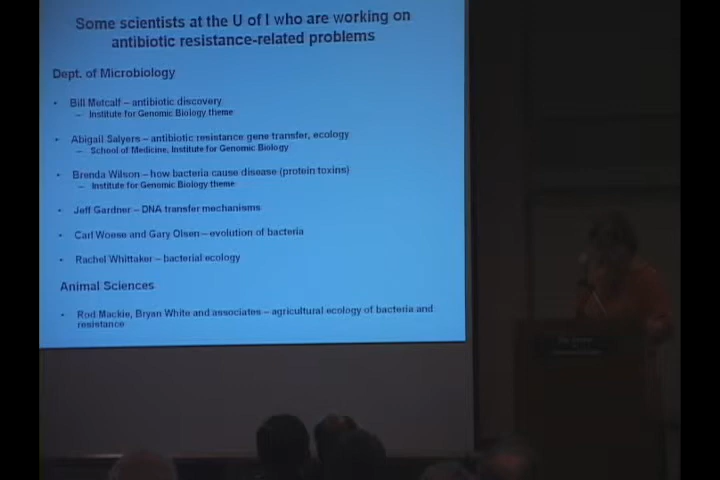 Some scientists at the U of I who are working on
antibiotic resistance-related problems
Dept. of Microbiology
• Bill Metcalf – antibiotic discovery
– Institute for Genomic Biology theme
• Abigail Salyers – antibiotic resistance gene transfer, ecology
– School of Medicine, Institute for Genomic Biology
• Brenda Wilson – how bacteria cause disease (protein toxins)
– Institute for Genomic Biology theme
• Jeff Gardner – DNA transfer mechanisms
• Carl Woese and Gary Olsen – evolution of bacteria
• Rachel Whittaker – bacterial ecology
Animal Sciences
• Rod Mackie, Bryan White and associates – agricultural ecology of bacteria and
resistance